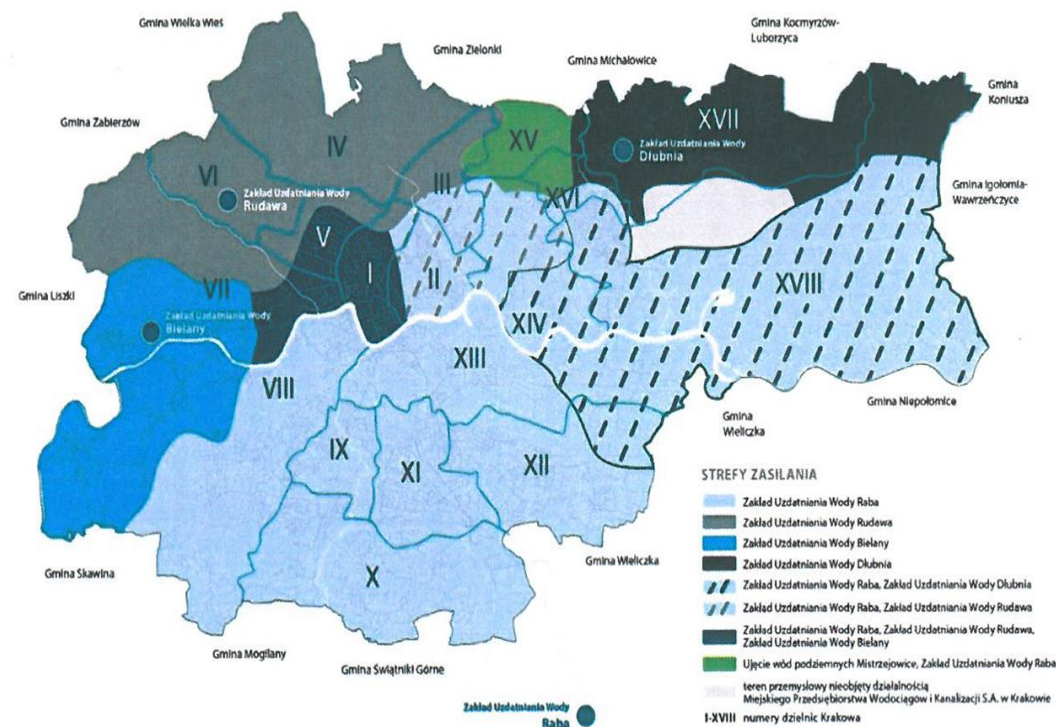 Gmina Wielka Wieś
Gmina Kocmyrzów-
Luborzyca
Gmina Zielonki
Gmina Michałowice
Gmina
Koniusza
Gmina Zabierzów
XVII
Zakład Uzdatniania Wody
Dłubnia
IV
XV
VI
III
Zakład Uzdatniania Wody
Rudawa
XVI
Gmina Igołomia-
Wawrzeńczyce
V
I
II
VII
XVIII
Gmina Liszki
Zakład Uzdatniania Wody
Bielany
XIV
XIII
VIII
Gmina Niepołomice
Gmina
Wieliczka
IX
XI
XII
STREFY ZASILANIA
Zakład Uzdatniania Wody Raba
Zakład Uzdatniania Wody Rudawa
Zakład Uzdatniania Wody Bielany
Zakład Uzdatniania Wody Dłubnia
Zakład Uzdatniania Wody Raba, Zakład Uzdatniania Wody Dłubnia
Zakład Uzdatniania Wody Raba, Zakład Uzdatniania Wody Rudawa
Zakład Uzdatniania Wody Raba, Zakład Uzdatniania Wody Rudawa,
Zakład Uzdatniania Wody Bielany
Ujęcie wód podziemnych Mistrzejowice, Zakład Uzdatniania Wody Raba
teren przemysłowy nieobjęty działalnością
Miejskiego Przedsiębiorstwa Wodociągów i Kanalizacji S.A. w Krakowie
I-XVIII numery dzielnic Krakowa
Gmina Skawina
X
Gmina Wieliczka
Gmina Mogilany
Gmina Świątniki Górne
Zakład Uzdatniania Wody
Raba